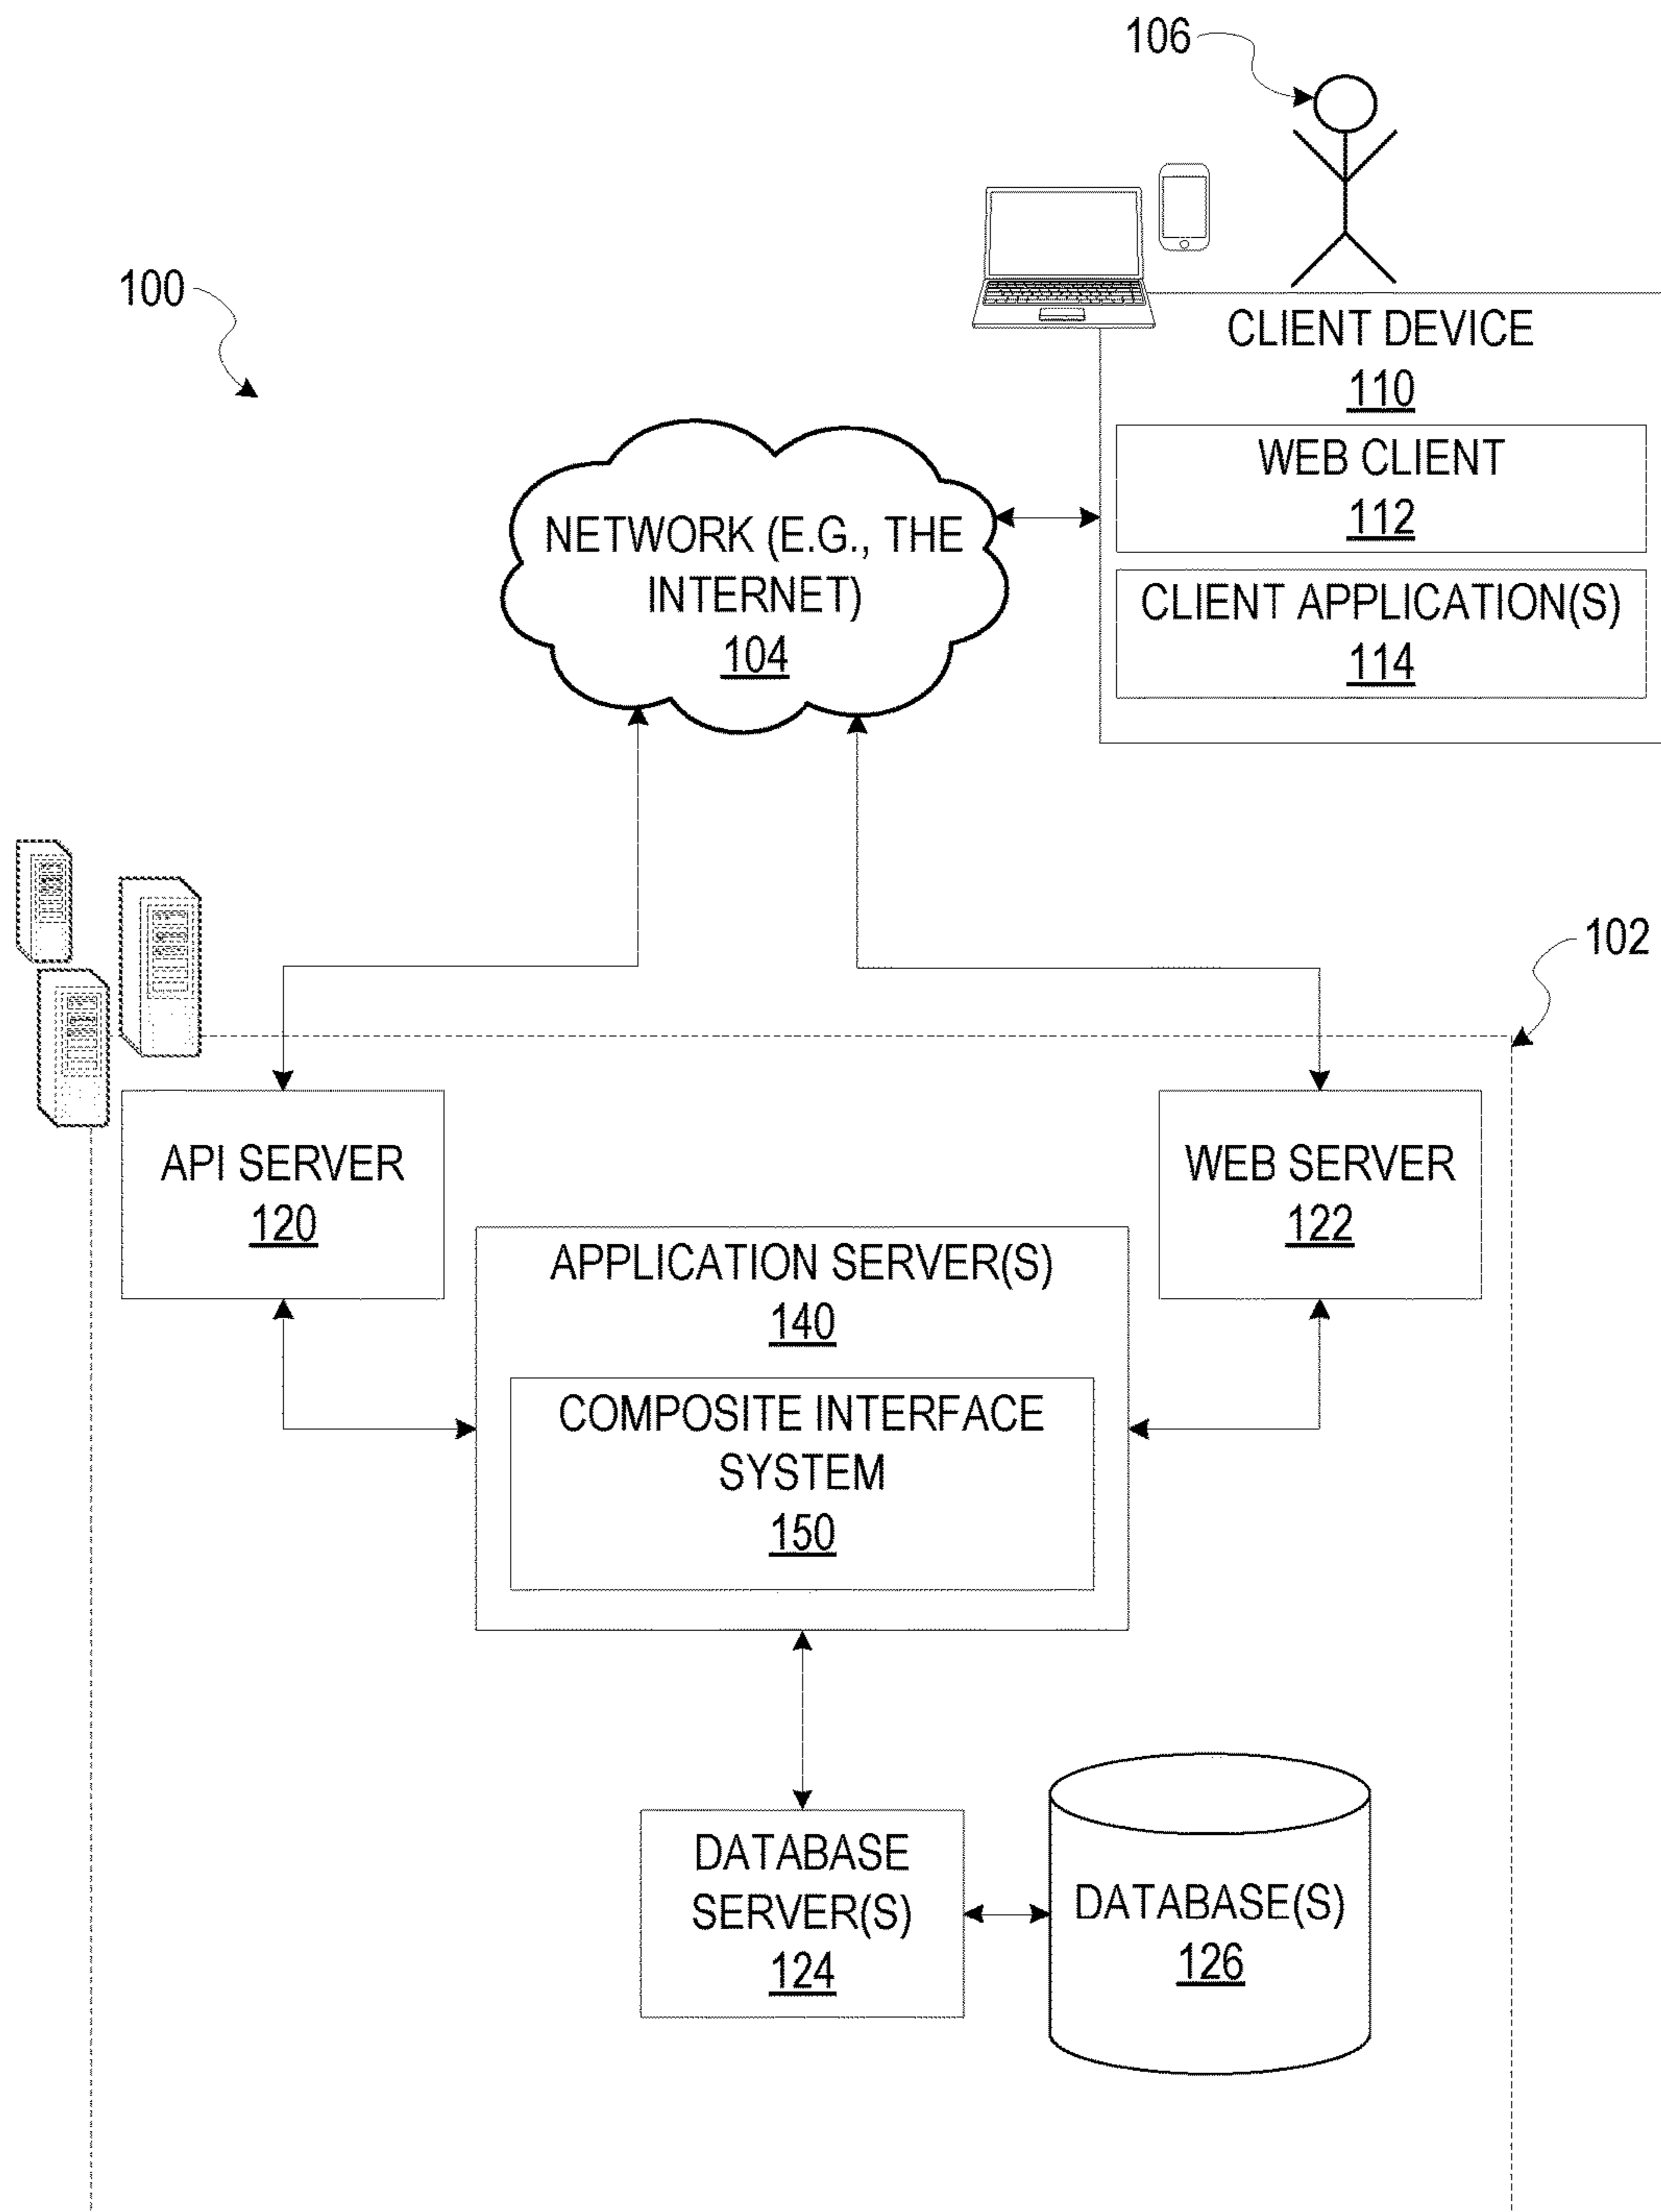 106
100
CLIENT DEVICE
110
WEB CLIENT
112
CLIENT APPLICATION(S)
114
NETWORK (E.G., THE
INTERNET)
104
102
API SERVER
120
WEB SERVER
122
APPLICATION SERVER(S)
140
COMPOSITE INTERFACE
SYSTEM
150
DATABASE
SERVER(S)
124
DATABASE(S)
126